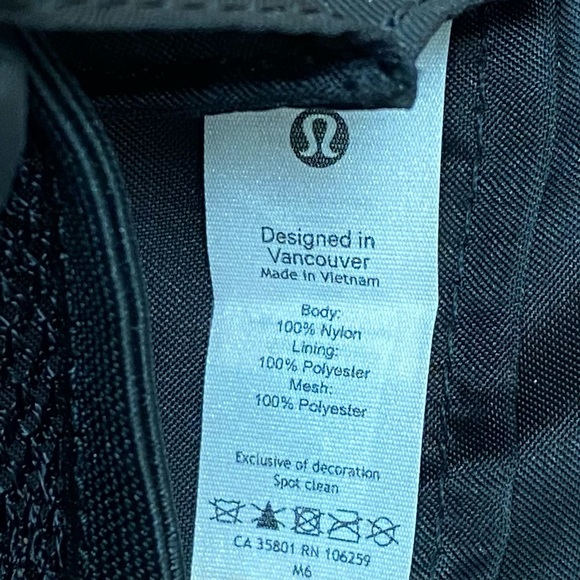 Designed in
Vancouver
Made in Vietnam
Body:
100% Nylon
Lining:
100% Polyester
Mesh:
100% Polyester
Exclusive of decoration
Spot clean
CA 35801 RN 106259
M6